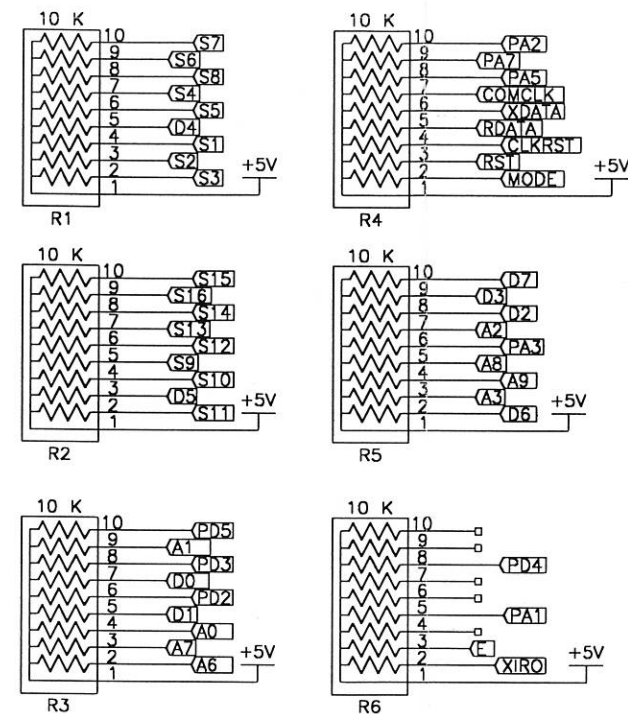 10 K
10 S7
9 S6
8 S8
7 S4
6 S5
5 D4
4 S1
3 S2
2 S3
1 +5V
R1
10 K
10 PA2
9 PA7
8 PA5
7 COMCLK
6 XDATA
5 RDATA
4 CLKRST
3 RST
2 MODE
1 +5V
R4
10 K
10 S15
9 S16
8 S14
7 S13
6 S12
5 S9
4 S10
3 D5
2 S11
1 +5V
R2
10 K
10 D7
9 D3
8 D2
7 A2
6 PA3
5 A8
4 A9
3 A3
2 D6
1 +5V
R5
10 K
10 PD5
9 A1
8 PD3
7 D0
6 PD2
5 D1
4 A0
3 A7
2 A6
1 +5V
R3
10 K
10
9
8 PD4
7
6
5 PA1
4
3 E
2 XIRO
1 +5V
R6